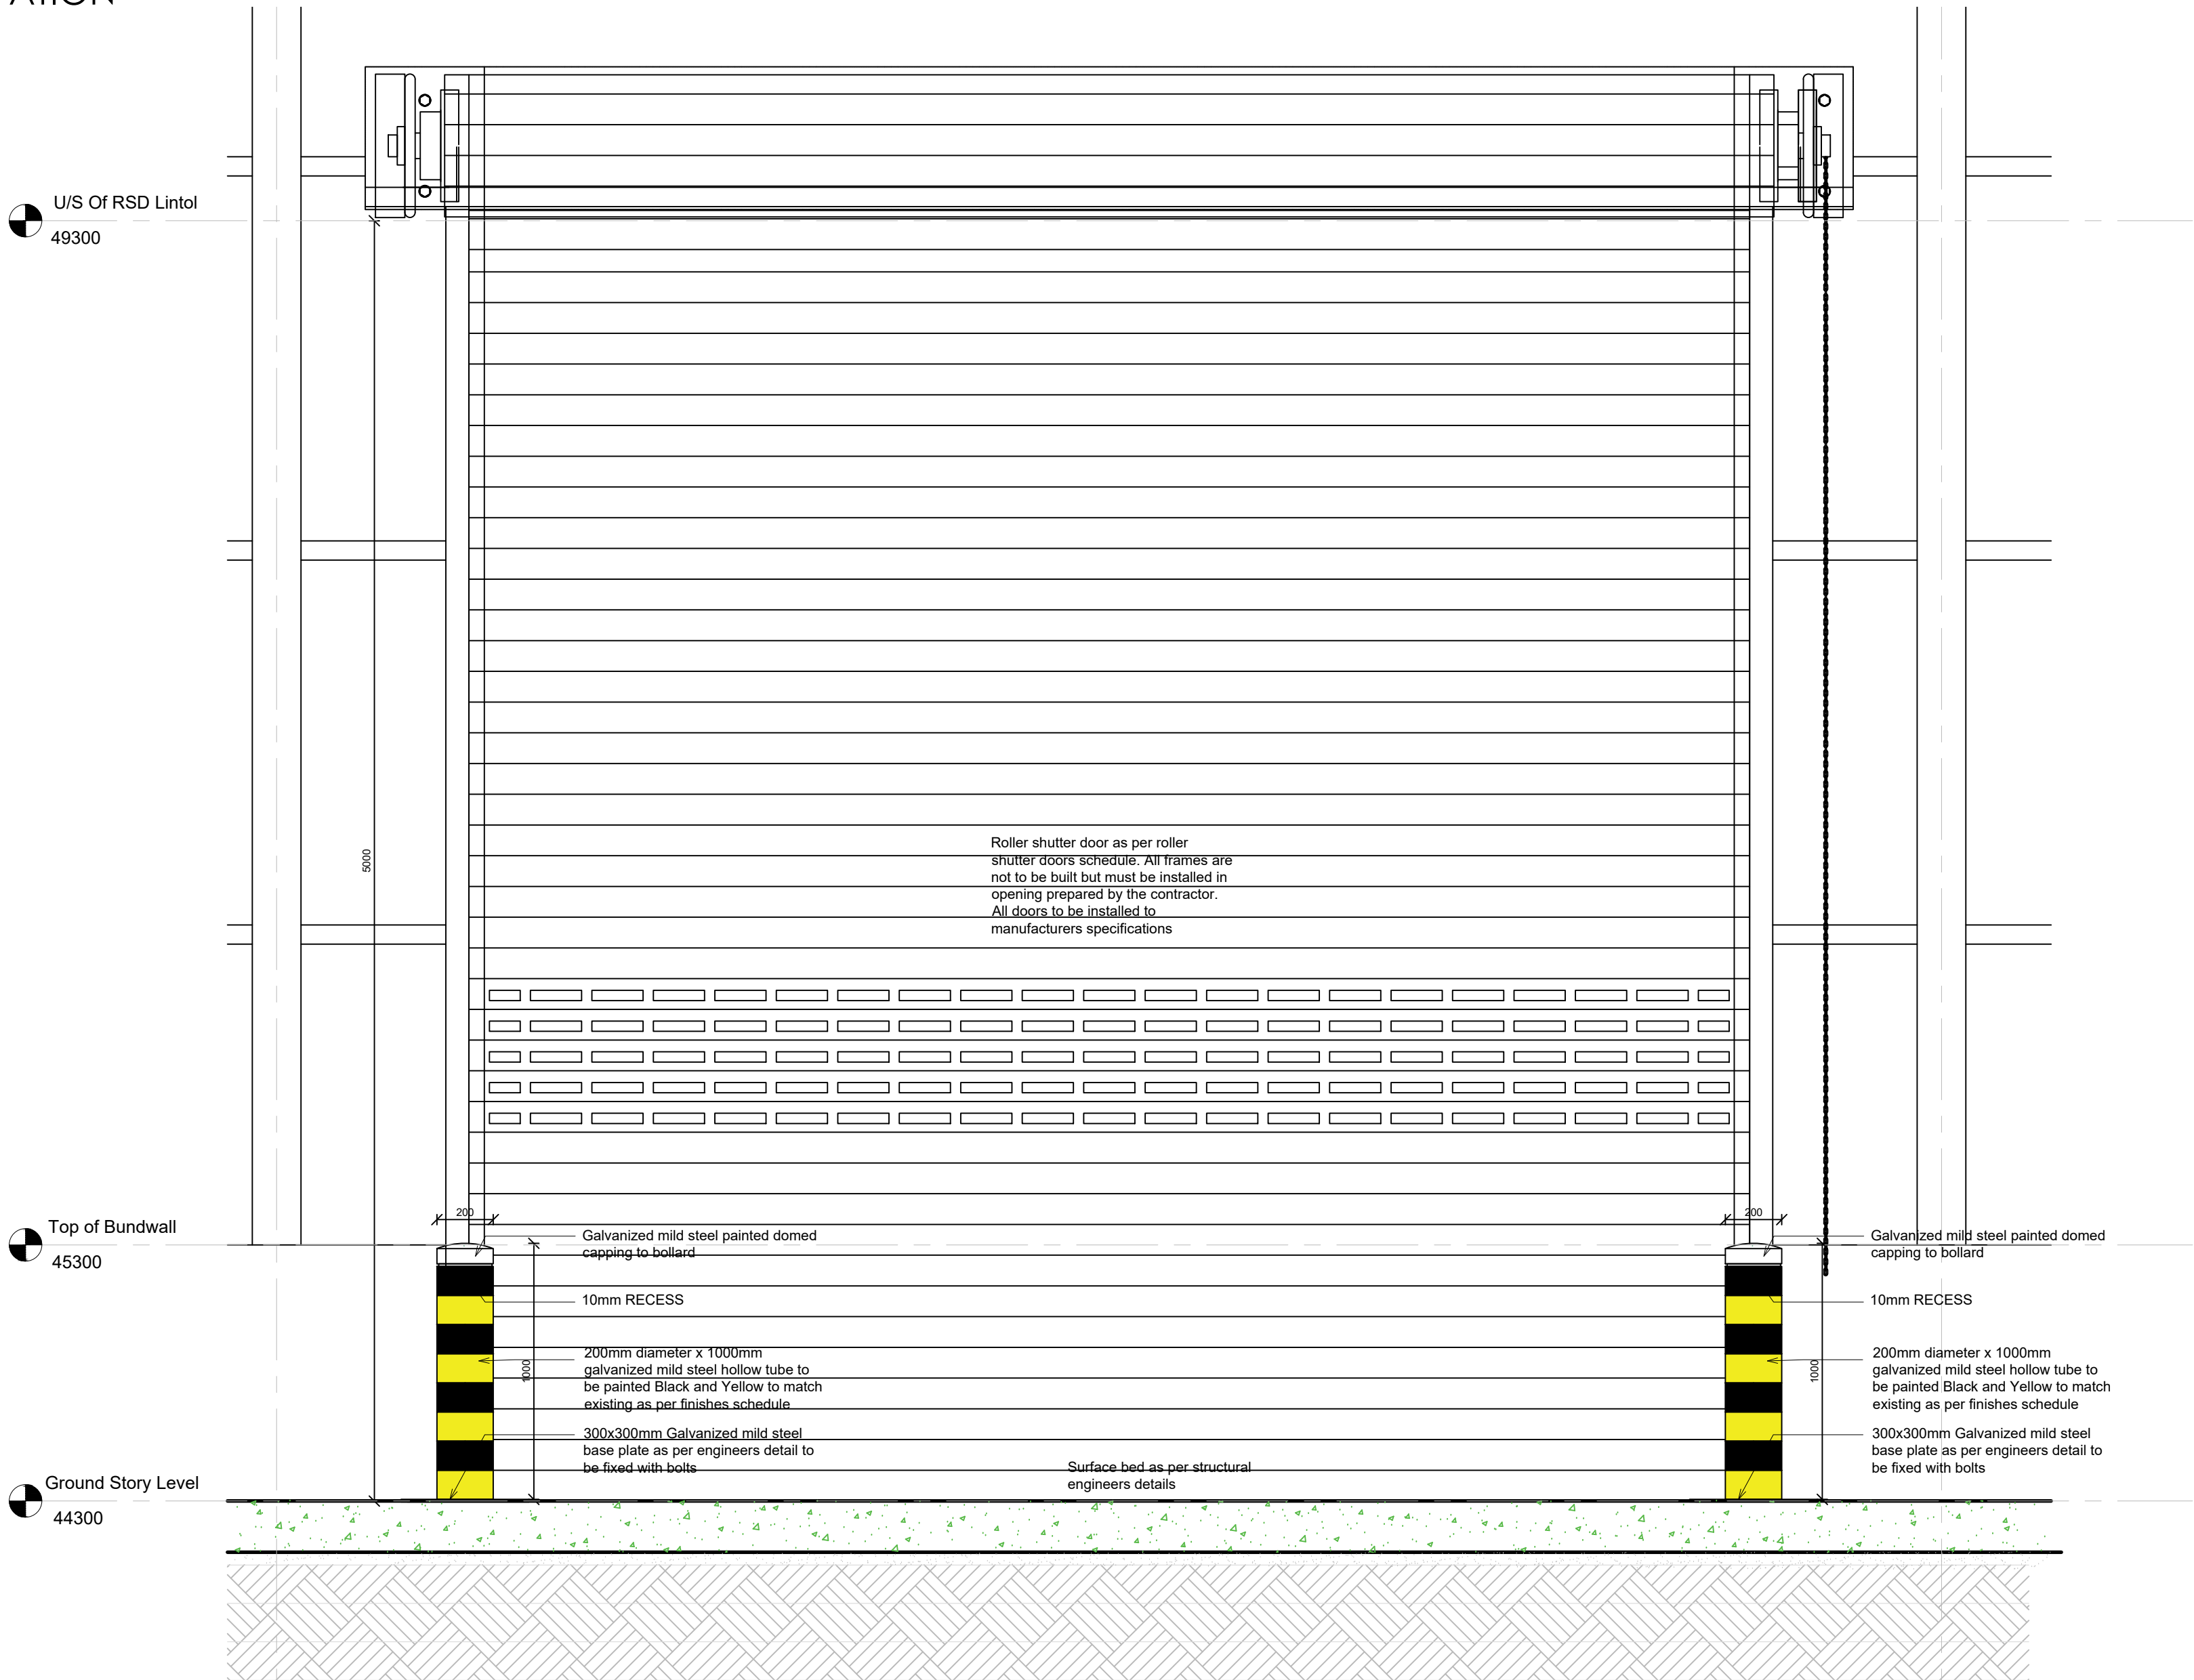 U/S Of RSD Lintol
49300
5000
Roller shutter door as per roller
shutter doors schedule. All frames are
not to be built but must be installed in
opening prepared by the contractor.
All doors to be installed to
manufacturers specifications
Top of Bundwall
45300
200
Galvanized mild steel painted domed
capping to bollard
10mm RECESS
1000
200mm diameter x 1000mm
galvanized mild steel hollow tube to
be painted Black and Yellow to match
existing as per finishes schedule
300x300mm Galvanized mild steel
base plate as per engineers detail to
be fixed with bolts
Surface bed as per structural
engineers details
200
Galvanized mild steel painted domed
capping to bollard
10mm RECESS
1000
200mm diameter x 1000mm
galvanized mild steel hollow tube to
be painted Black and Yellow to match
existing as per finishes schedule
300x300mm Galvanized mild steel
base plate as per engineers detail to
be fixed with bolts
Ground Story Level
44300